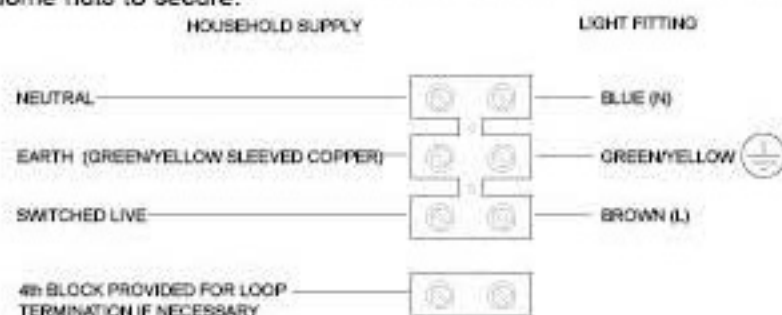 nuts to secure.
HOUSEHOLD SUPPLY
LIGHT FITTING
NEUTRAL
BLUE (N)
EARTH (GREEN/YELLOW SLEEVED COPPER)
GREEN/YELLOW
SWITCHED LIVE
BROWN (L)
4th BLOCK PROVIDED FOR LOOP
TERMINATION IF NECESSARY